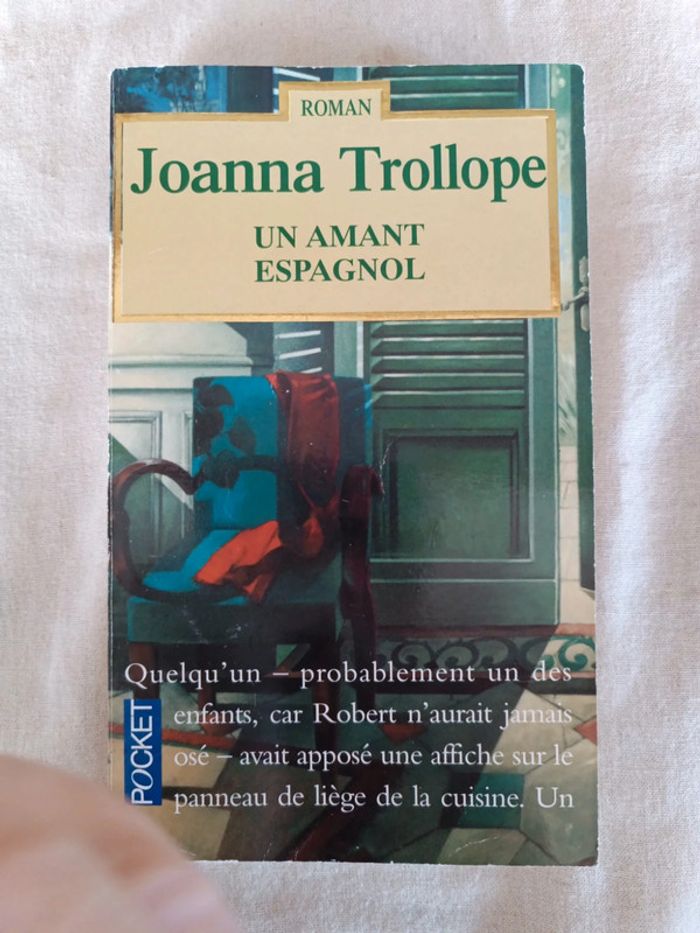 ROMAN
Joanna Trollope
UN AMANT
ESPAGNOL
Quelqu'un – probablement un des
enfants, car Robert n'aurait jamais
osé – avait apposé une affiche sur le
panneau de liège de la cuisine. Un
POCKET